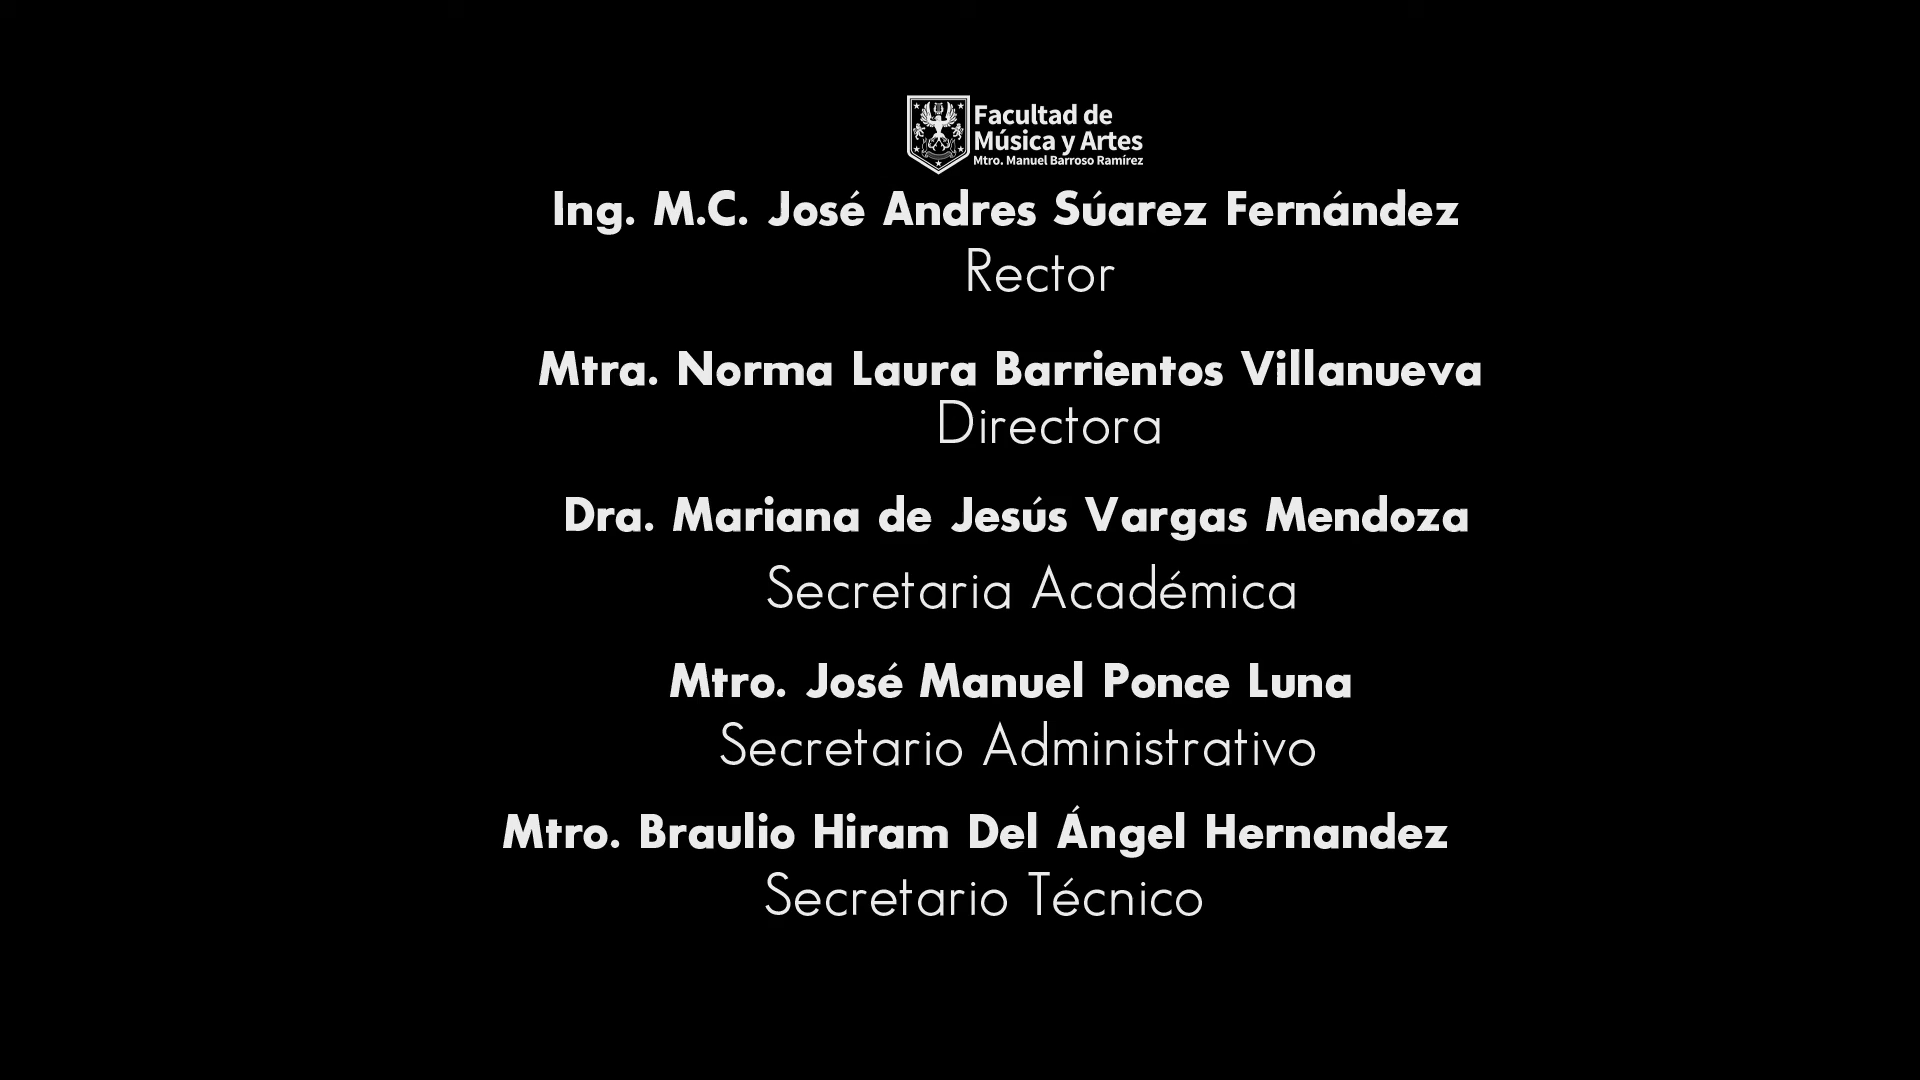 Facultad de
Música y Artes
Mtro. Manuel Barroso Ramírez
Ing. M.C. José Andres Súarez Fernández
Rector
Mtra. Norma Laura Barrientos Villanueva
Directora
Dra. Mariana de Jesús Vargas Mendoza
Secretaria Académica
Mtro. José Manuel Ponce Luna
Secretario Administrativo
Mtro. Braulio Hiram Del Ángel Hernandez
Secretario Técnico